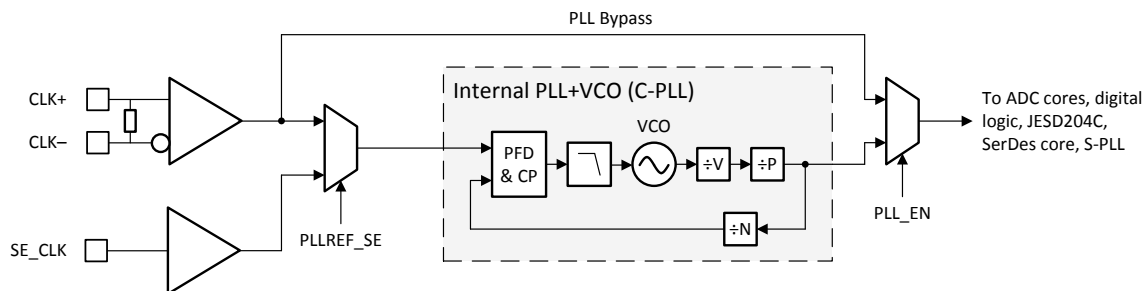 PLL Bypass
CLK+
CLK–
Internal PLL+VCO (C-PLL)
VCO
PFD
& CP
÷V
÷P
÷N
To ADC cores, digital
logic, JESD204C,
SerDes core, S-PLL
PLL_EN
PLLREF_SE
SE_CLK